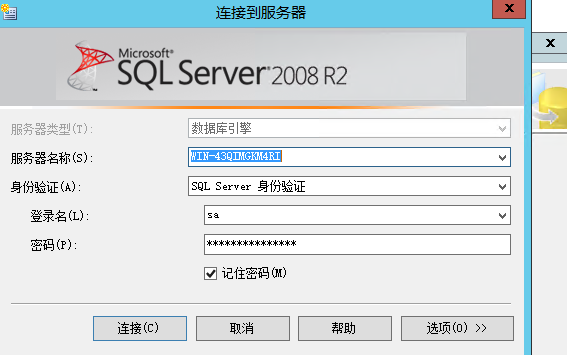 连接到服务器
Microsoft®
SQL Server® 2008 R2
服务器类型(T): 数据库引擎
服务器名称(S): WIN-43QIMGKM4RI
身份验证(A): SQL Server 身份验证
登录名(L): sa
密码(P): ***************
记住密码(M)
连接(C) 取消 帮助 选项(O) >>